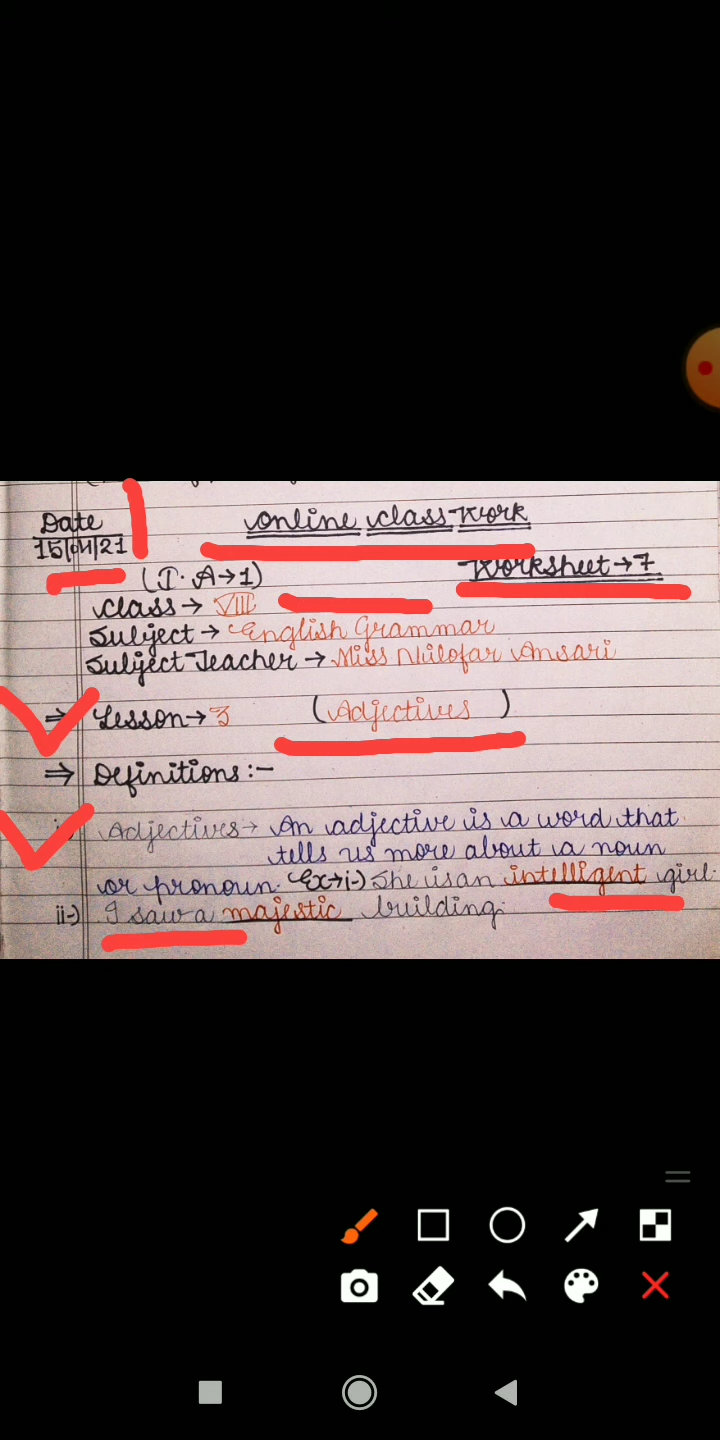 Date
15/04/21
Online Class Work
(I. A→1)
Worksheet→7
Class→ VIII
Subject→ English Grammar
Subject Teacher→ Miss Nilofar Ansari
⇒ Lesson→3 (Adjectives)
⇒ Definitions:-
Adjectives→ An adjective is a word that
tells us more about a noun
or pronoun. Ex→i-) She is an intelligent girl.
ii-) I saw a majestic building.